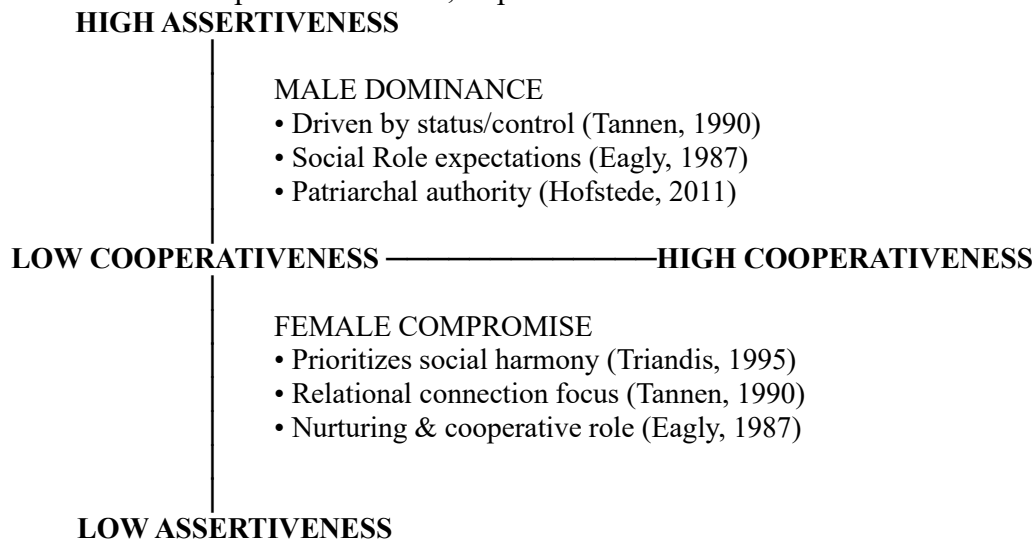 HIGH ASSERTIVENESS
MALE DOMINANCE
• Driven by status/control (Tannen, 1990)
• Social Role expectations (Eagly, 1987)
• Patriarchal authority (Hofstede, 2011)
LOW COOPERATIVENESS ────────────HIGH COOPERATIVENESS
FEMALE COMPROMISE
• Prioritizes social harmony (Triandis, 1995)
• Relational connection focus (Tannen, 1990)
• Nurturing & cooperative role (Eagly, 1987)
LOW ASSERTIVENESS